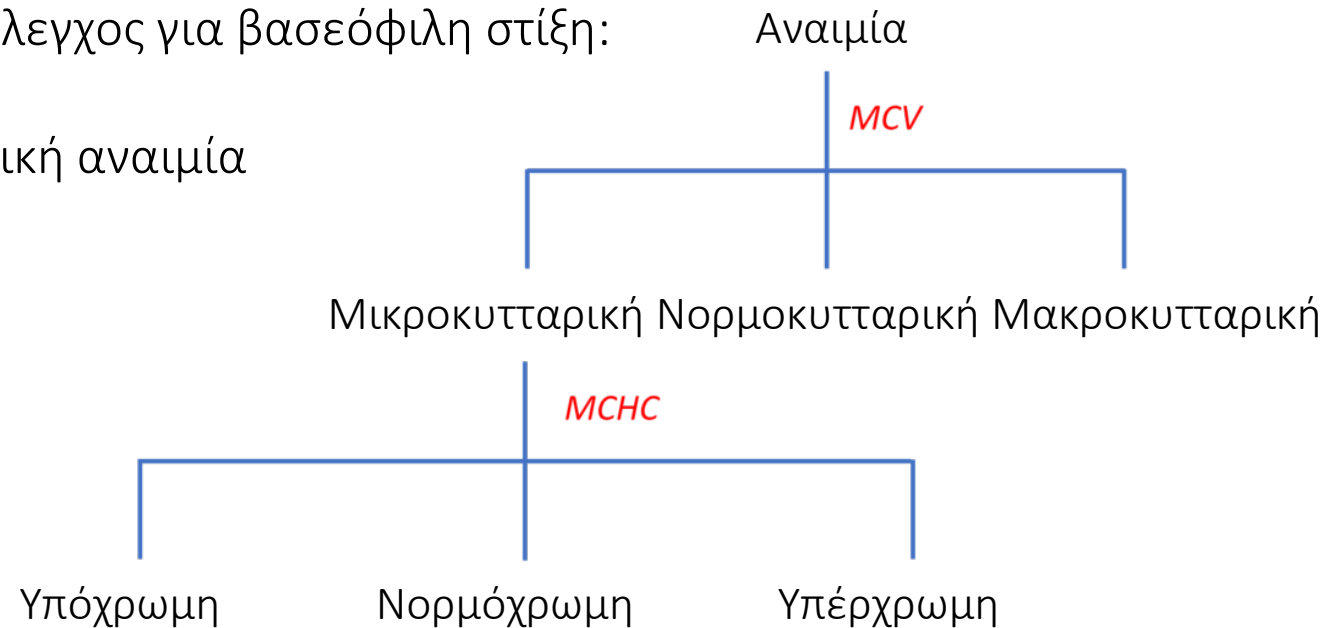 λεγχος για βασεόφιλη στίξη:
Αναιμία
MCV
ική αναιμία
Μικροκυτταρική Νορμοκυτταρική Μακροκυτταρική
MCHC
Υπόχρωμη Νορμόχρωμη Υπέρχρωμη